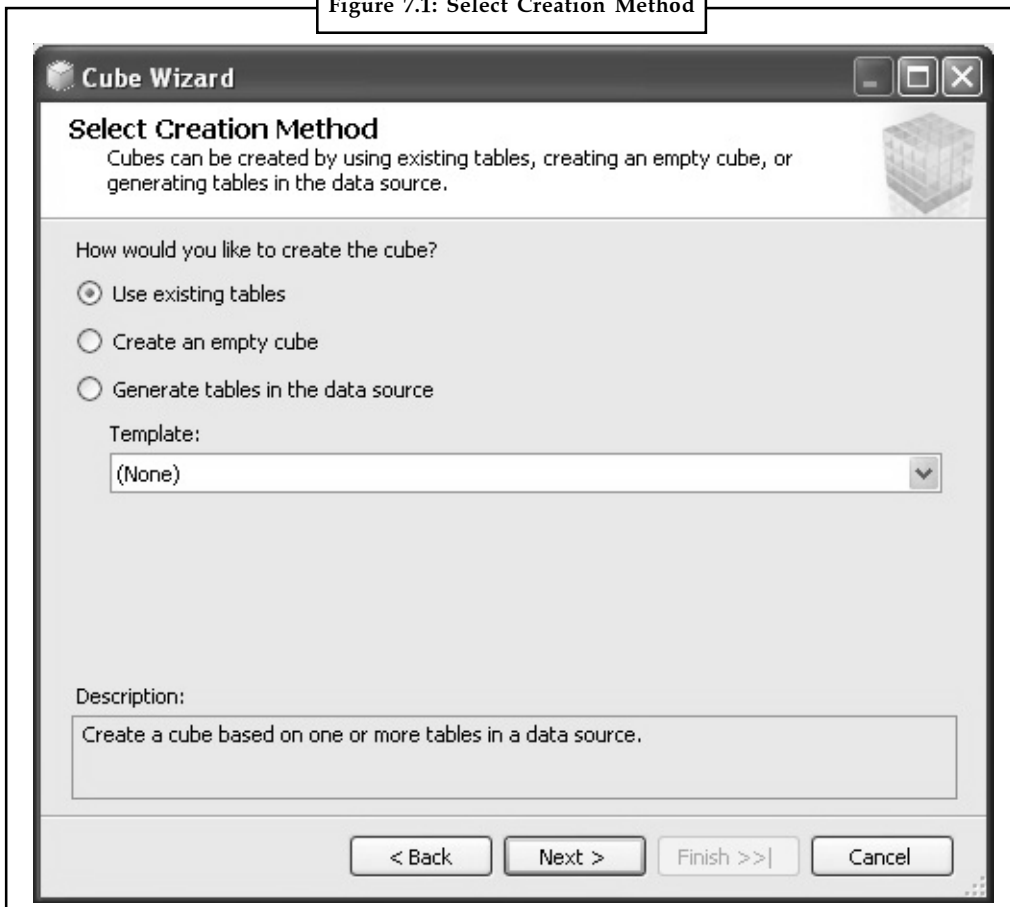 Figure 7.1: Select Creation Method
Cube Wizard
Select Creation Method
Cubes can be created by using existing tables, creating an empty cube, or
generating tables in the data source.
How would you like to create the cube?
Use existing tables
Create an empty cube
Generate tables in the data source
Template:
(None)
Description:
Create a cube based on one or more tables in a data source.
< Back
Next >
Finish >>|
Cancel